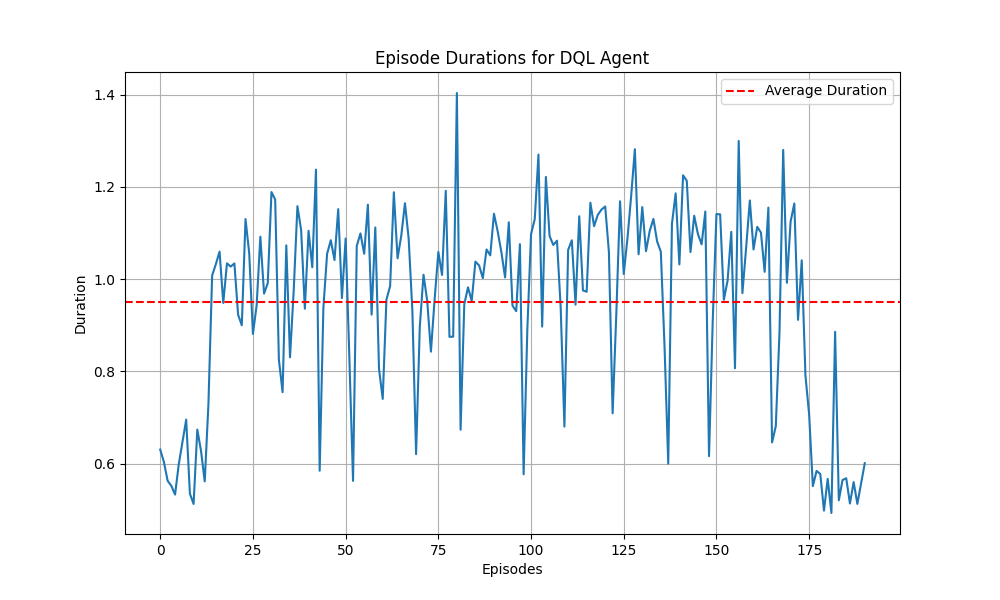 Episode Durations for DQL Agent
Average Duration
1.4
1.2
1.0
0.8
0.6
Duration
0 25 50 75 100 125 150 175
Episodes